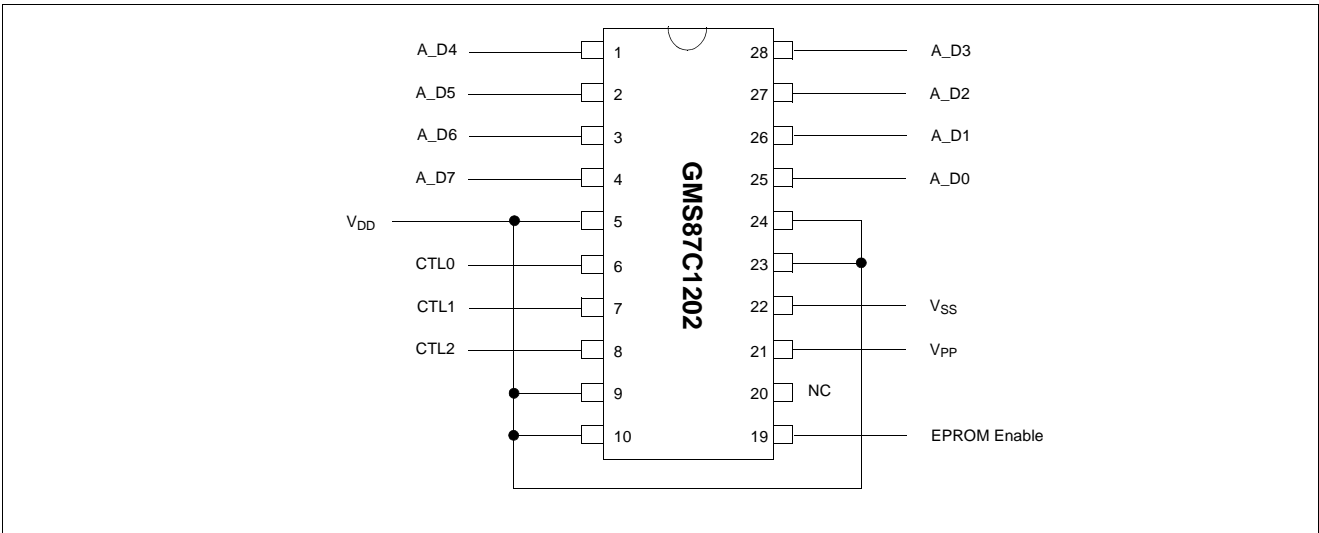 A_D4 1 28 A_D3
A_D5 2 27 A_D2
A_D6 3 26 A_D1
A_D7 4 25 A_D0
VDD 5 24
CTL0 6 23
CTL1 7 22 VSS
CTL2 8 21 VPP
9 20 NC
10 19 EPROM Enable
GMS87C1202